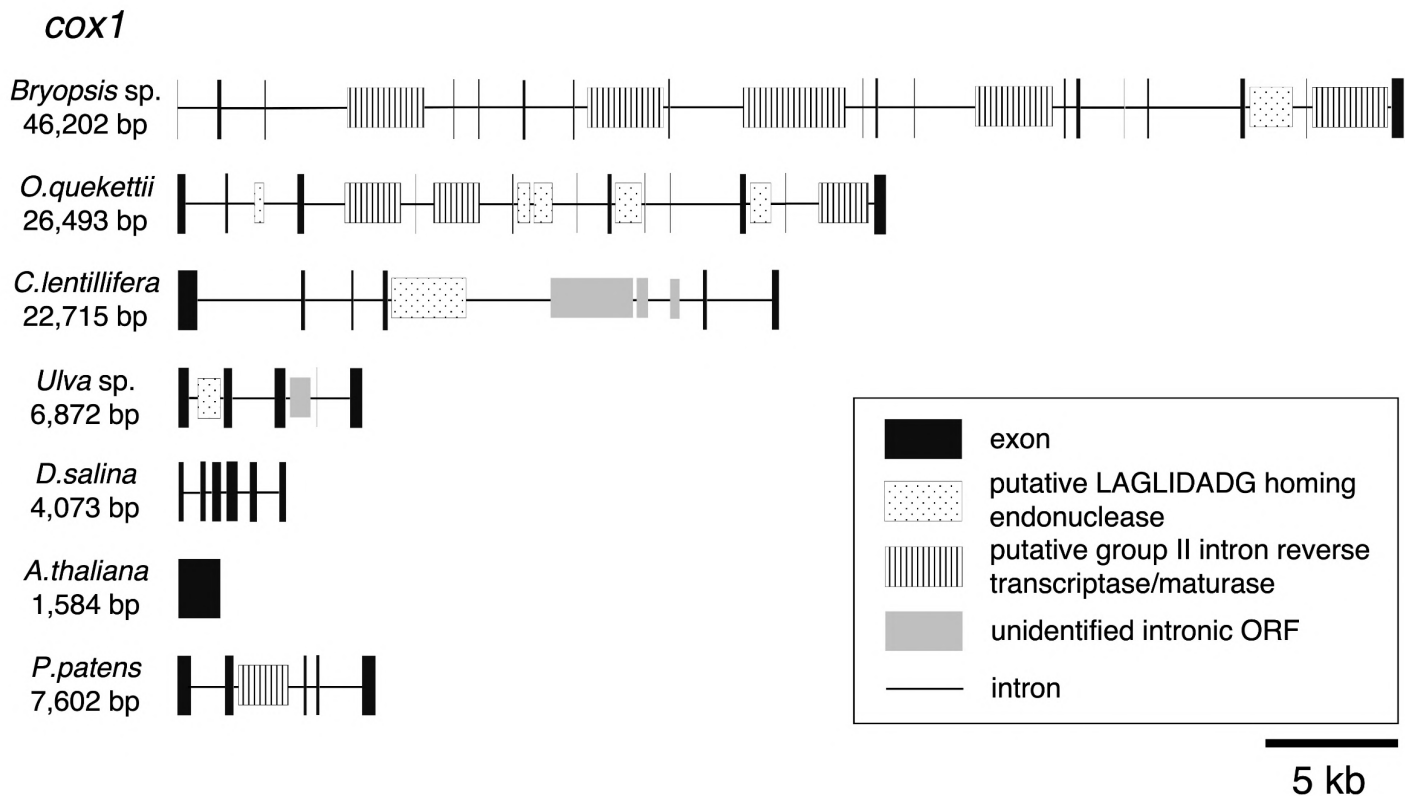 cox1
Bryopsis sp.
46,202 bp
O.quekettii
26,493 bp
C.lentillifera
22,715 bp
Ulva sp.
6,872 bp
D.salina
4,073 bp
A.thaliana
1,584 bp
P.patens
7,602 bp
exon
putative LAGLIDADG homing
endonuclease
putative group II intron reverse
transcriptase/maturase
unidentified intronic ORF
intron
5 kb